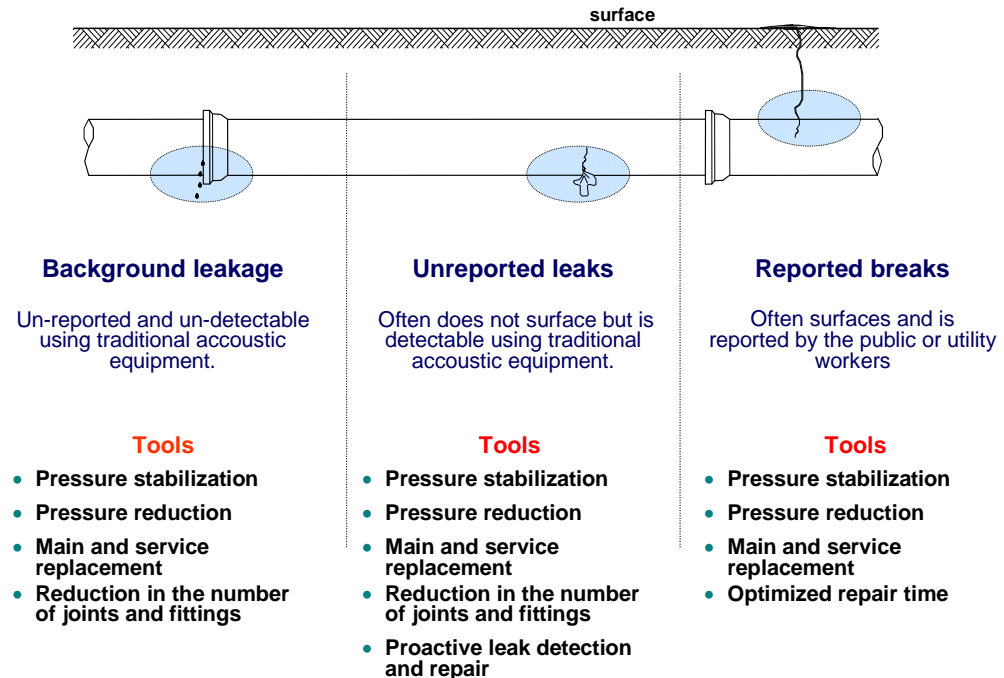 surface
Background leakage
Un-reported and un-detectable
using traditional accoustic
equipment.
Tools
• Pressure stabilization
• Pressure reduction
• Main and service
replacement
• Reduction in the number
of joints and fittings
Unreported leaks
Often does not surface but is
detectable using traditional
accoustic equipment.
Tools
• Pressure stabilization
• Pressure reduction
• Main and service
replacement
• Reduction in the number
of joints and fittings
• Proactive leak detection
and repair
Reported breaks
Often surfaces and is
reported by the public or utility
workers
Tools
• Pressure stabilization
• Pressure reduction
• Main and service
replacement
• Optimized repair time